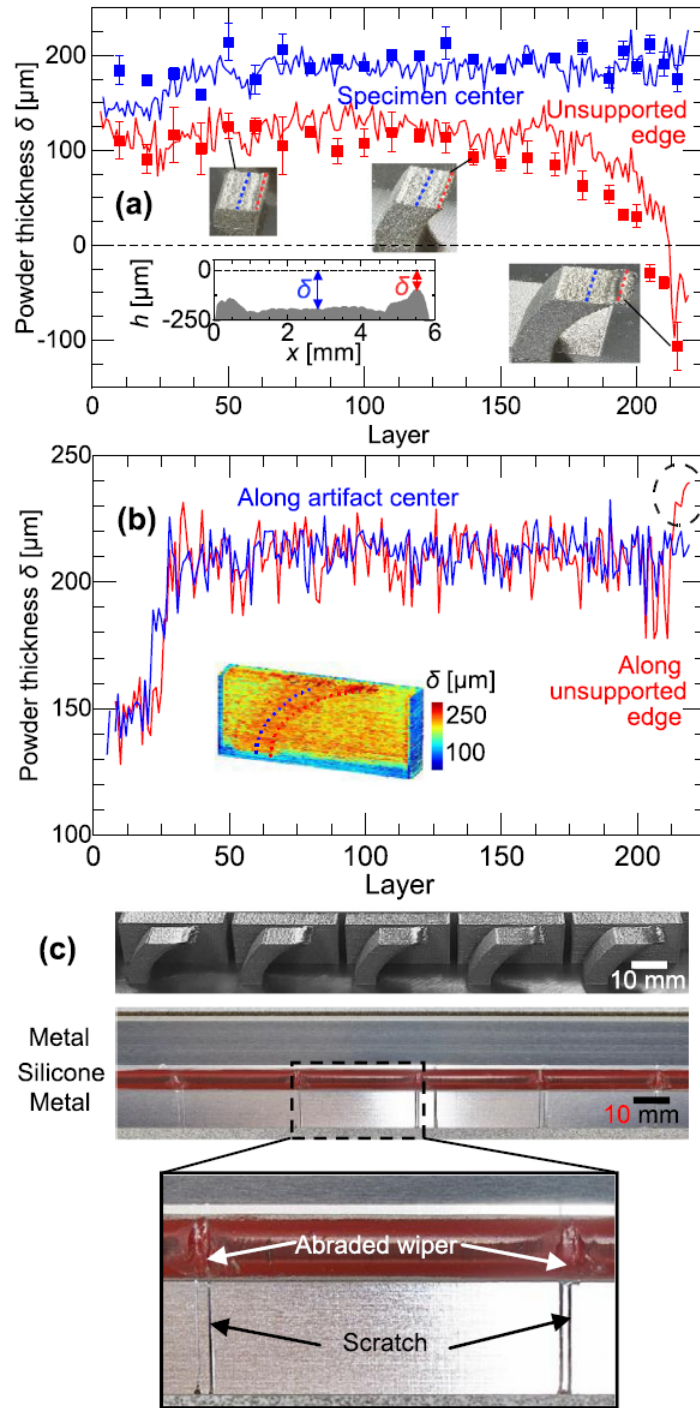 200
100
0
-100
Powder thickness δ [µm]
Specimen center
Unsupported
edge
(a)
0
-250
h [µm]
δ
δ
0 2 4 6
x [mm]
0 50 100 150 200
Layer
250
200
150
100
Powder thickness δ [µm]
(b)
Along artifact center
Along
unsupported
edge
δ [µm]
250
100
0 50 100 150 200
Layer
(c)
10 mm
Metal
Silicone
Metal
10 mm
Abraded wiper
Scratch